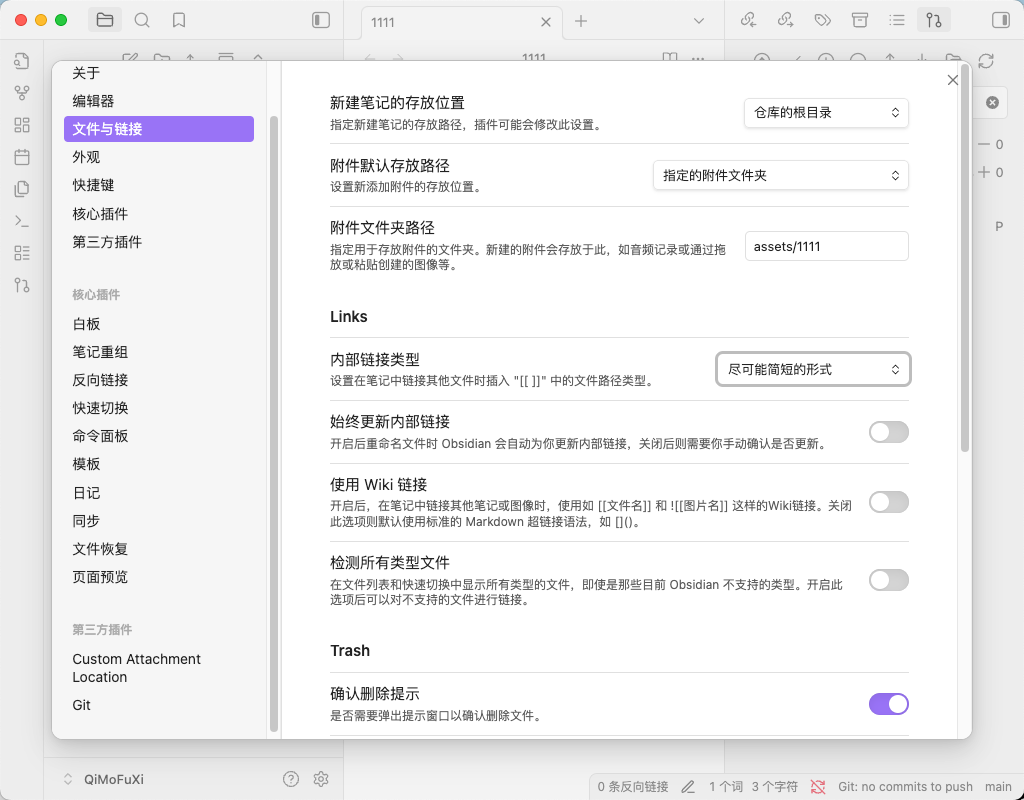 1111
1111
关于
编辑器
文件与链接
外观
快捷键
核心插件
第三方插件
核心插件
白板
笔记重组
反向链接
快速切换
命令面板
模板
日记
同步
文件恢复
页面预览
第三方插件
Custom Attachment
Location
Git
新建笔记的存放位置
指定新建笔记的存放路径，插件可能会修改此设置。
仓库的根目录
附件默认存放路径
设置新添加附件的存放位置。
指定的附件文件夹
附件文件夹路径
指定用于存放附件的文件夹。新建的附件会存放于此，如音频记录或通过拖
放或粘贴创建的图像等。
assets/1111
Links
内部链接类型
设置在笔记中链接其他文件时插入 "[[ ]]" 中的文件路径类型。
尽可能简短的形式
始终更新内部链接
开启后重命名文件时 Obsidian 会自动为你更新内部链接，关闭后则需要你手动确认是否更新。
使用 Wiki 链接
开启后，在笔记中链接其他笔记或图像时，使用如 [[文件名]] 和 ![[图片名]] 这样的Wiki链接。关闭
此选项则默认使用标准的 Markdown 超链接语法，如 []()。
检测所有类型文件
在文件列表和快速切换中显示所有类型的文件，即使是那些目前 Obsidian 不支持的类型。开启此
选项后可以对不支持的文件进行链接。
Trash
确认删除提示
是否需要弹出提示窗口以确认删除文件。
0
0
P
QiMoFuXi
0 条反向链接
1 个词
3 个字符
Git: no commits to push
main